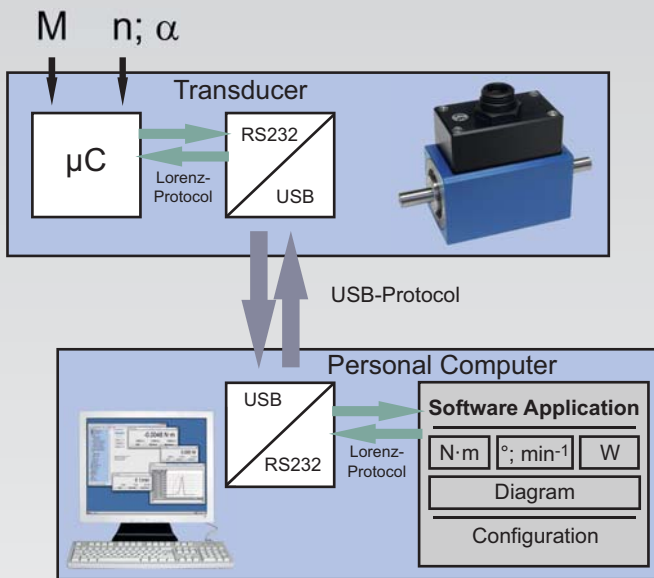 M n; α
Transducer
µC
RS232
USB
Lorenz-
Protocol
USB-Protocol
Personal Computer
USB
RS232
Lorenz-
Protocol
Software Application
N·m °; min-1 W
Diagram
Configuration